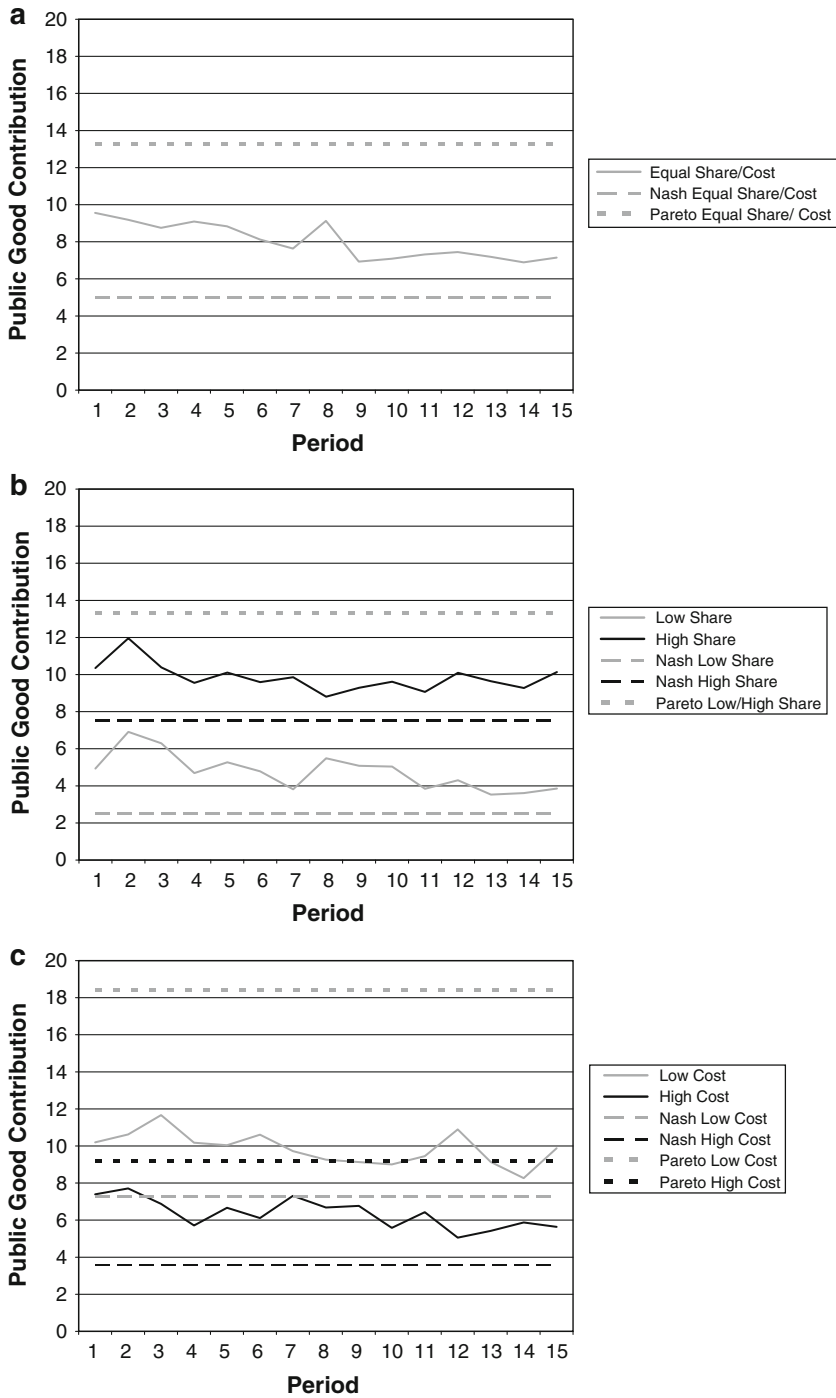 a
20
18
16
14
12
10
8
6
4
2
0
Public Good Contribution
1 2 3 4 5 6 7 8 9 10 11 12 13 14 15
Period
Equal Share/Cost
Nash Equal Share/Cost
Pareto Equal Share/ Cost
b
20
18
16
14
12
10
8
6
4
2
0
Public Good Contribution
1 2 3 4 5 6 7 8 9 10 11 12 13 14 15
Period
Low Share
High Share
Nash Low Share
Nash High Share
Pareto Low/High Share
c
20
18
16
14
12
10
8
6
4
2
0
Public Good Contribution
1 2 3 4 5 6 7 8 9 10 11 12 13 14 15
Period
Low Cost
High Cost
Nash Low Cost
Nash High Cost
Pareto Low Cost
Pareto High Cost